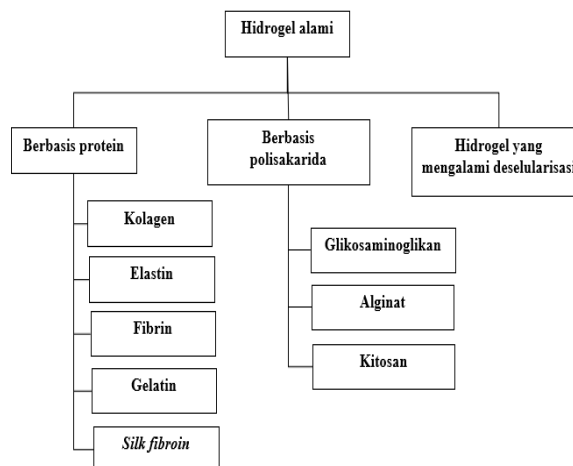 Hidrogel alami
Berbasis protein
Berbasis
polisakarida
Hidrogel yang
mengalami deselularisasi
Kolagen
Elastin
Fibrin
Gelatin
Silk fibroin
Glikosaminoglikan
Alginat
Kitosan